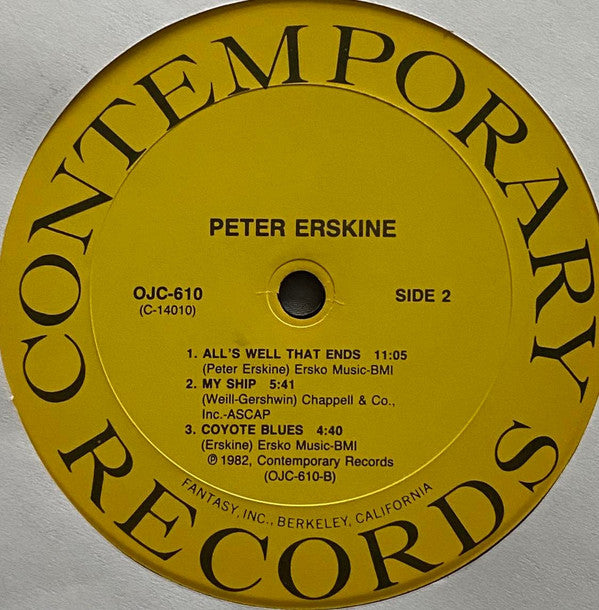 CONTEMPORARY RECORDS
PETER ERSKINE
OJC-610
(C-14010)
SIDE 2
1. ALL'S WELL THAT ENDS 11:05
(Peter Erskine) Ersko Music-BMI
2. MY SHIP 5:41
(Weill-Gershwin) Chappell & Co.,
Inc.-ASCAP
3. COYOTE BLUES 4:40
(Erskine) Ersko Music-BMI
℗ 1982, Contemporary Records
(OJC-610-B)
FANTASY, INC., BERKELEY, CALIFORNIA